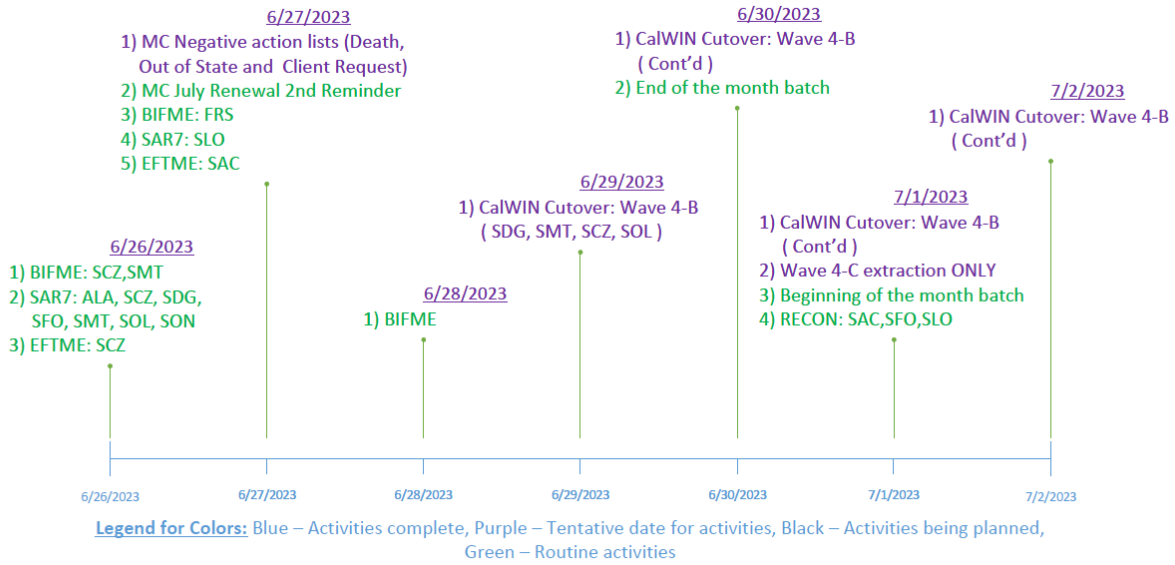 6/27/2023
1) MC Negative action lists (Death,
Out of State and Client Request)
2) MC July Renewal 2nd Reminder
3) BIFME: FRS
4) SAR7: SLO
5) EFTME: SAC
6/30/2023
1) CalWIN Cutover: Wave 4-B
( Cont'd )
2) End of the month batch
7/2/2023
1) CalWIN Cutover: Wave 4-B
( Cont'd )
6/29/2023
1) CalWIN Cutover: Wave 4-B
( SDG, SMT, SCZ, SOL )
7/1/2023
1) CalWIN Cutover: Wave 4-B
( Cont'd )
2) Wave 4-C extraction ONLY
3) Beginning of the month batch
4) RECON: SAC,SFO,SLO
6/26/2023
1) BIFME: SCZ,SMT
2) SAR7: ALA, SCZ, SDG,
SFO, SMT, SOL, SON
3) EFTME: SCZ
6/28/2023
1) BIFME
6/26/2023
6/27/2023
6/28/2023
6/29/2023
6/30/2023
7/1/2023
7/2/2023
Legend for Colors: Blue – Activities complete, Purple – Tentative date for activities, Black – Activities being planned,
Green – Routine activities